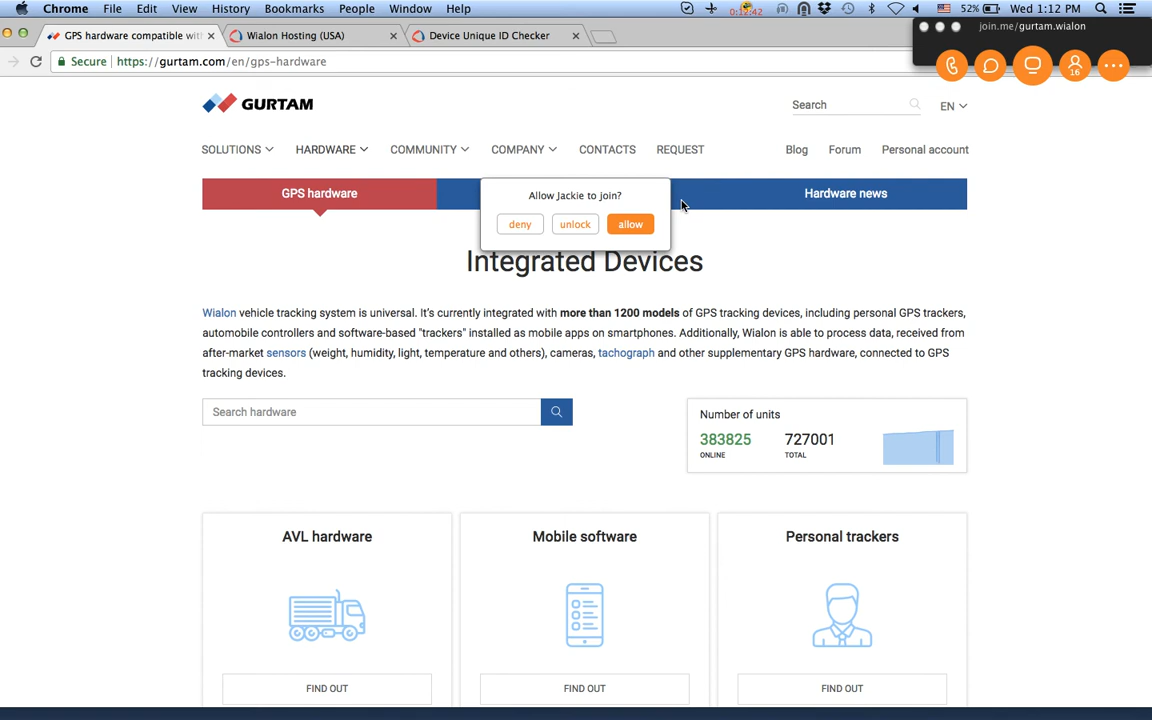 Chrome File Edit View History Bookmarks People Window Help 0:12:42 52% Wed 1:12 PM
GPS hardware compatible wit × Wialon Hosting (USA) × Device Unique ID Checker ×
join.me/gurtam.wialon
Secure https://gurtam.com/en/gps-hardware
16
GURTAM
Search
EN
SOLUTIONS HARDWARE COMMUNITY COMPANY CONTACTS REQUEST Blog Forum Personal account
GPS hardware Hardware news
Allow Jackie to join?
deny unlock allow
Integrated Devices
Wialon vehicle tracking system is universal. It's currently integrated with more than 1200 models of GPS tracking devices, including personal GPS trackers,
automobile controllers and software-based "trackers" installed as mobile apps on smartphones. Additionally, Wialon is able to process data, received from
after-market sensors (weight, humidity, light, temperature and others), cameras, tachograph and other supplementary GPS hardware, connected to GPS
tracking devices.
Search hardware
Number of units
383825 727001
ONLINE TOTAL
AVL hardware Mobile software Personal trackers
FIND OUT FIND OUT FIND OUT